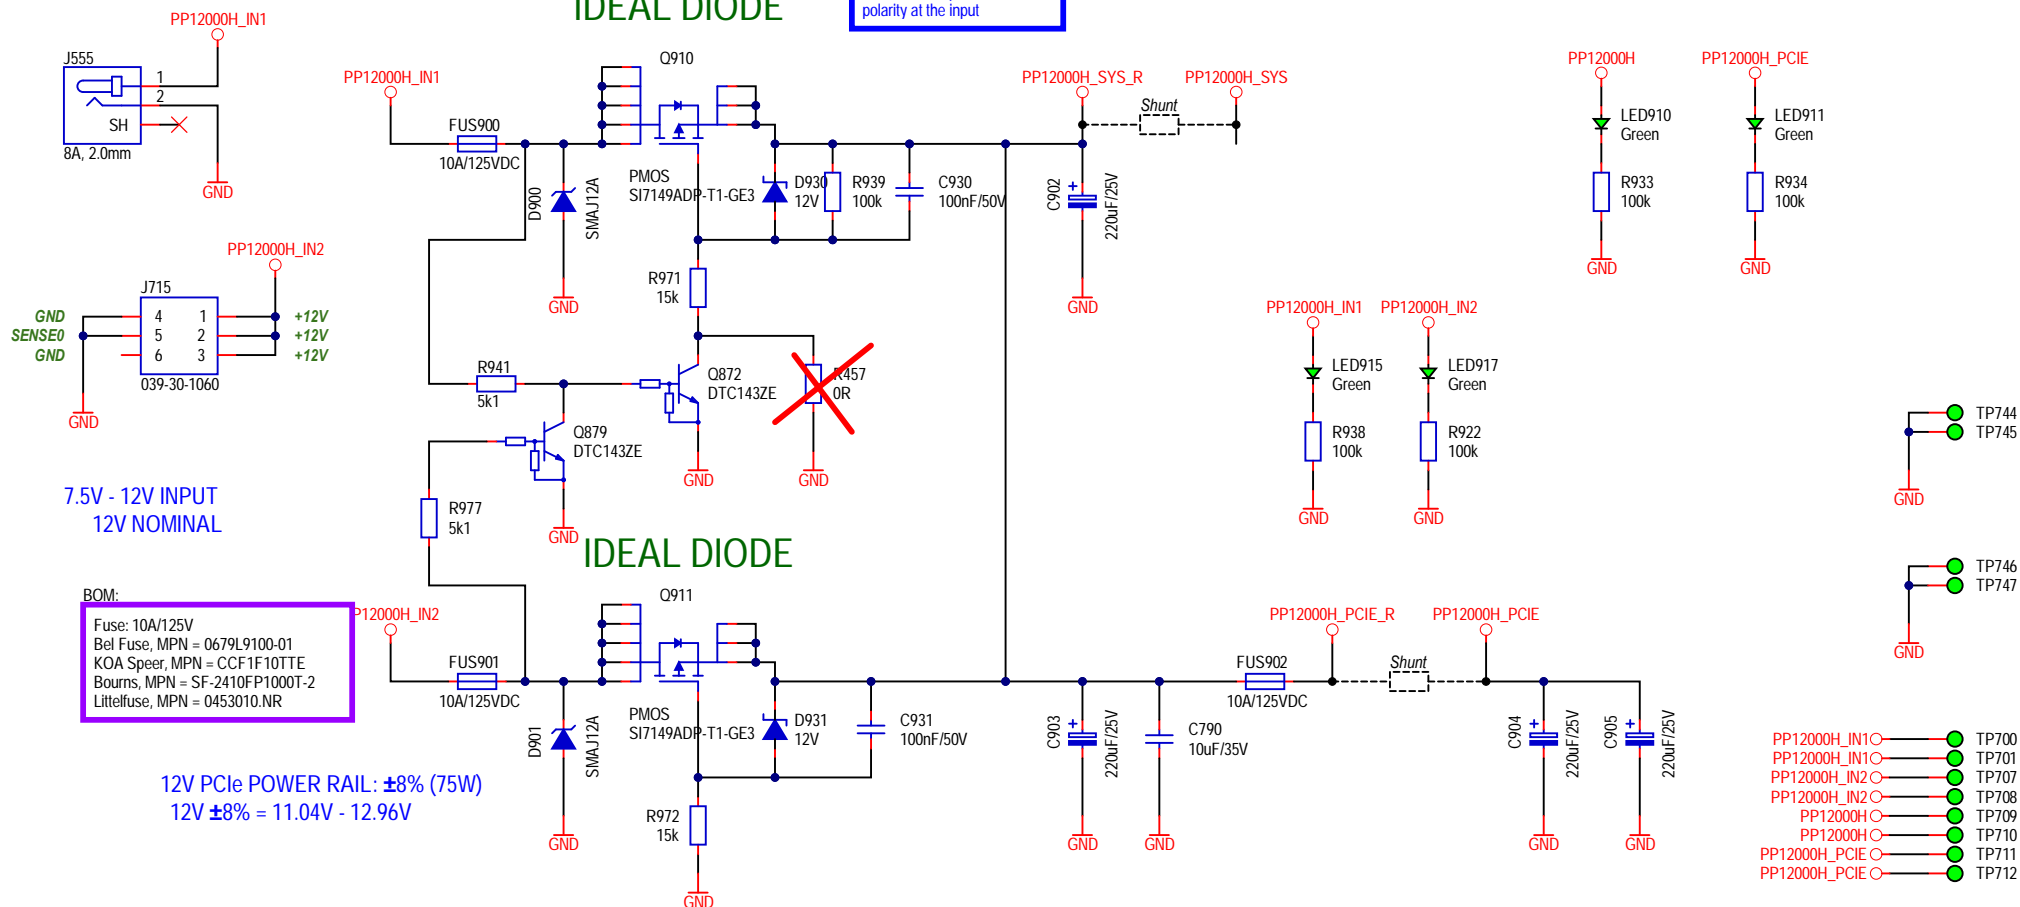 IDEAL DIODE
polarity at the input
PP12000H_IN1
J555
1
2
SH
8A, 2.0mm
GND
PP12000H_IN1
FUS900
10A/125VDC
Q910
PMOS
SI7149ADP-T1-GE3
D900
SMAJ12A
GND
D930
12V
R939
100k
C930
100nF/50V
PP12000H_SYS_R
Shunt
PP12000H_SYS
C902
220uF/25V
GND
PP12000H
LED910
Green
R933
100k
GND
PP12000H_PCIE
LED911
Green
R934
100k
GND
PP12000H_IN2
J715
GND 4 1 +12V
SENSE0 5 2 +12V
GND 6 3 +12V
039-30-1060
GND
R971
15k
R941
5k1
Q872
DTC143ZE
GND
R457
0R
GND
Q879
DTC143ZE
GND
R977
5k1
PP12000H_IN1
LED915
Green
R938
100k
GND
PP12000H_IN2
LED917
Green
R922
100k
GND
TP744
TP745
GND
TP746
TP747
GND
7.5V - 12V INPUT
12V NOMINAL
IDEAL DIODE
BOM:
Fuse: 10A/125V
Bel Fuse, MPN = 0679L9100-01
KOA Speer, MPN = CCF1F10TTE
Bourns, MPN = SF-2410FP1000T-2
Littelfuse, MPN = 0453010.NR
P12000H_IN2
FUS901
10A/125VDC
Q911
PMOS
SI7149ADP-T1-GE3
D901
SMAJ12A
GND
D931
12V
C931
100nF/50V
R972
15k
GND
C903
220uF/25V
GND
C790
10uF/35V
GND
FUS902
10A/125VDC
PP12000H_PCIE_R
Shunt
PP12000H_PCIE
C904
220uF/25V
GND
C905
220uF/25V
GND
12V PCIe POWER RAIL: ±8% (75W)
12V ±8% = 11.04V - 12.96V
PP12000H_IN1 TP700
PP12000H_IN1 TP701
PP12000H_IN2 TP707
PP12000H_IN2 TP708
PP12000H TP709
PP12000H TP710
PP12000H_PCIE TP711
PP12000H_PCIE TP712